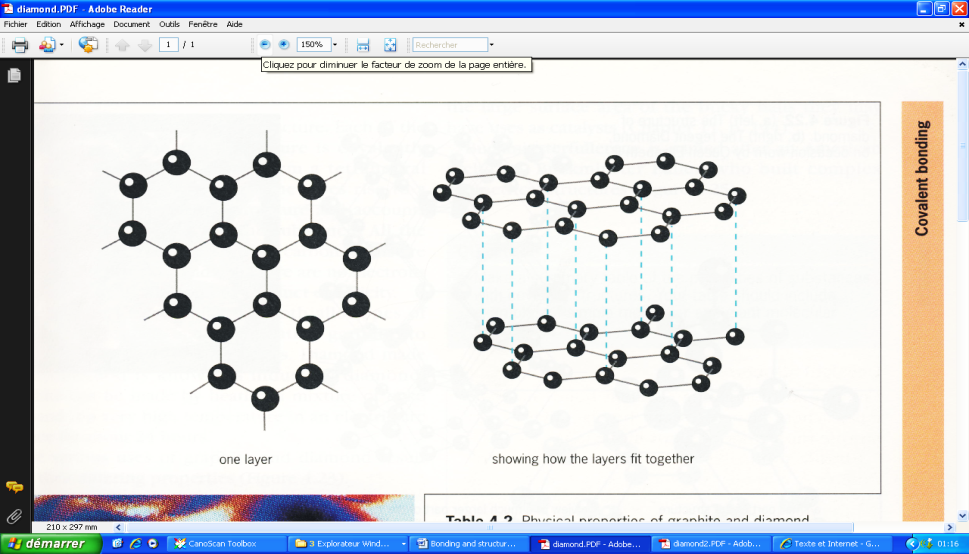 diamond.PDF - Adobe Reader
Fichier Edition Affichage Document Outils Fenêtre Aide
1 / 1 150% Rechercher
Cliquez pour diminuer le facteur de zoom de la page entière.
Covalent bonding
one layer
showing how the layers fit together
Table 4.2 Physical properties of graphite and diamond
210 x 297 mm
démarrer CanoScan Toolbox 3 Explorateur Wind... Bonding and structur... diamond.PDF - Adobe... diamond2.PDF - Adob... Texte et Internet - G... 01:16